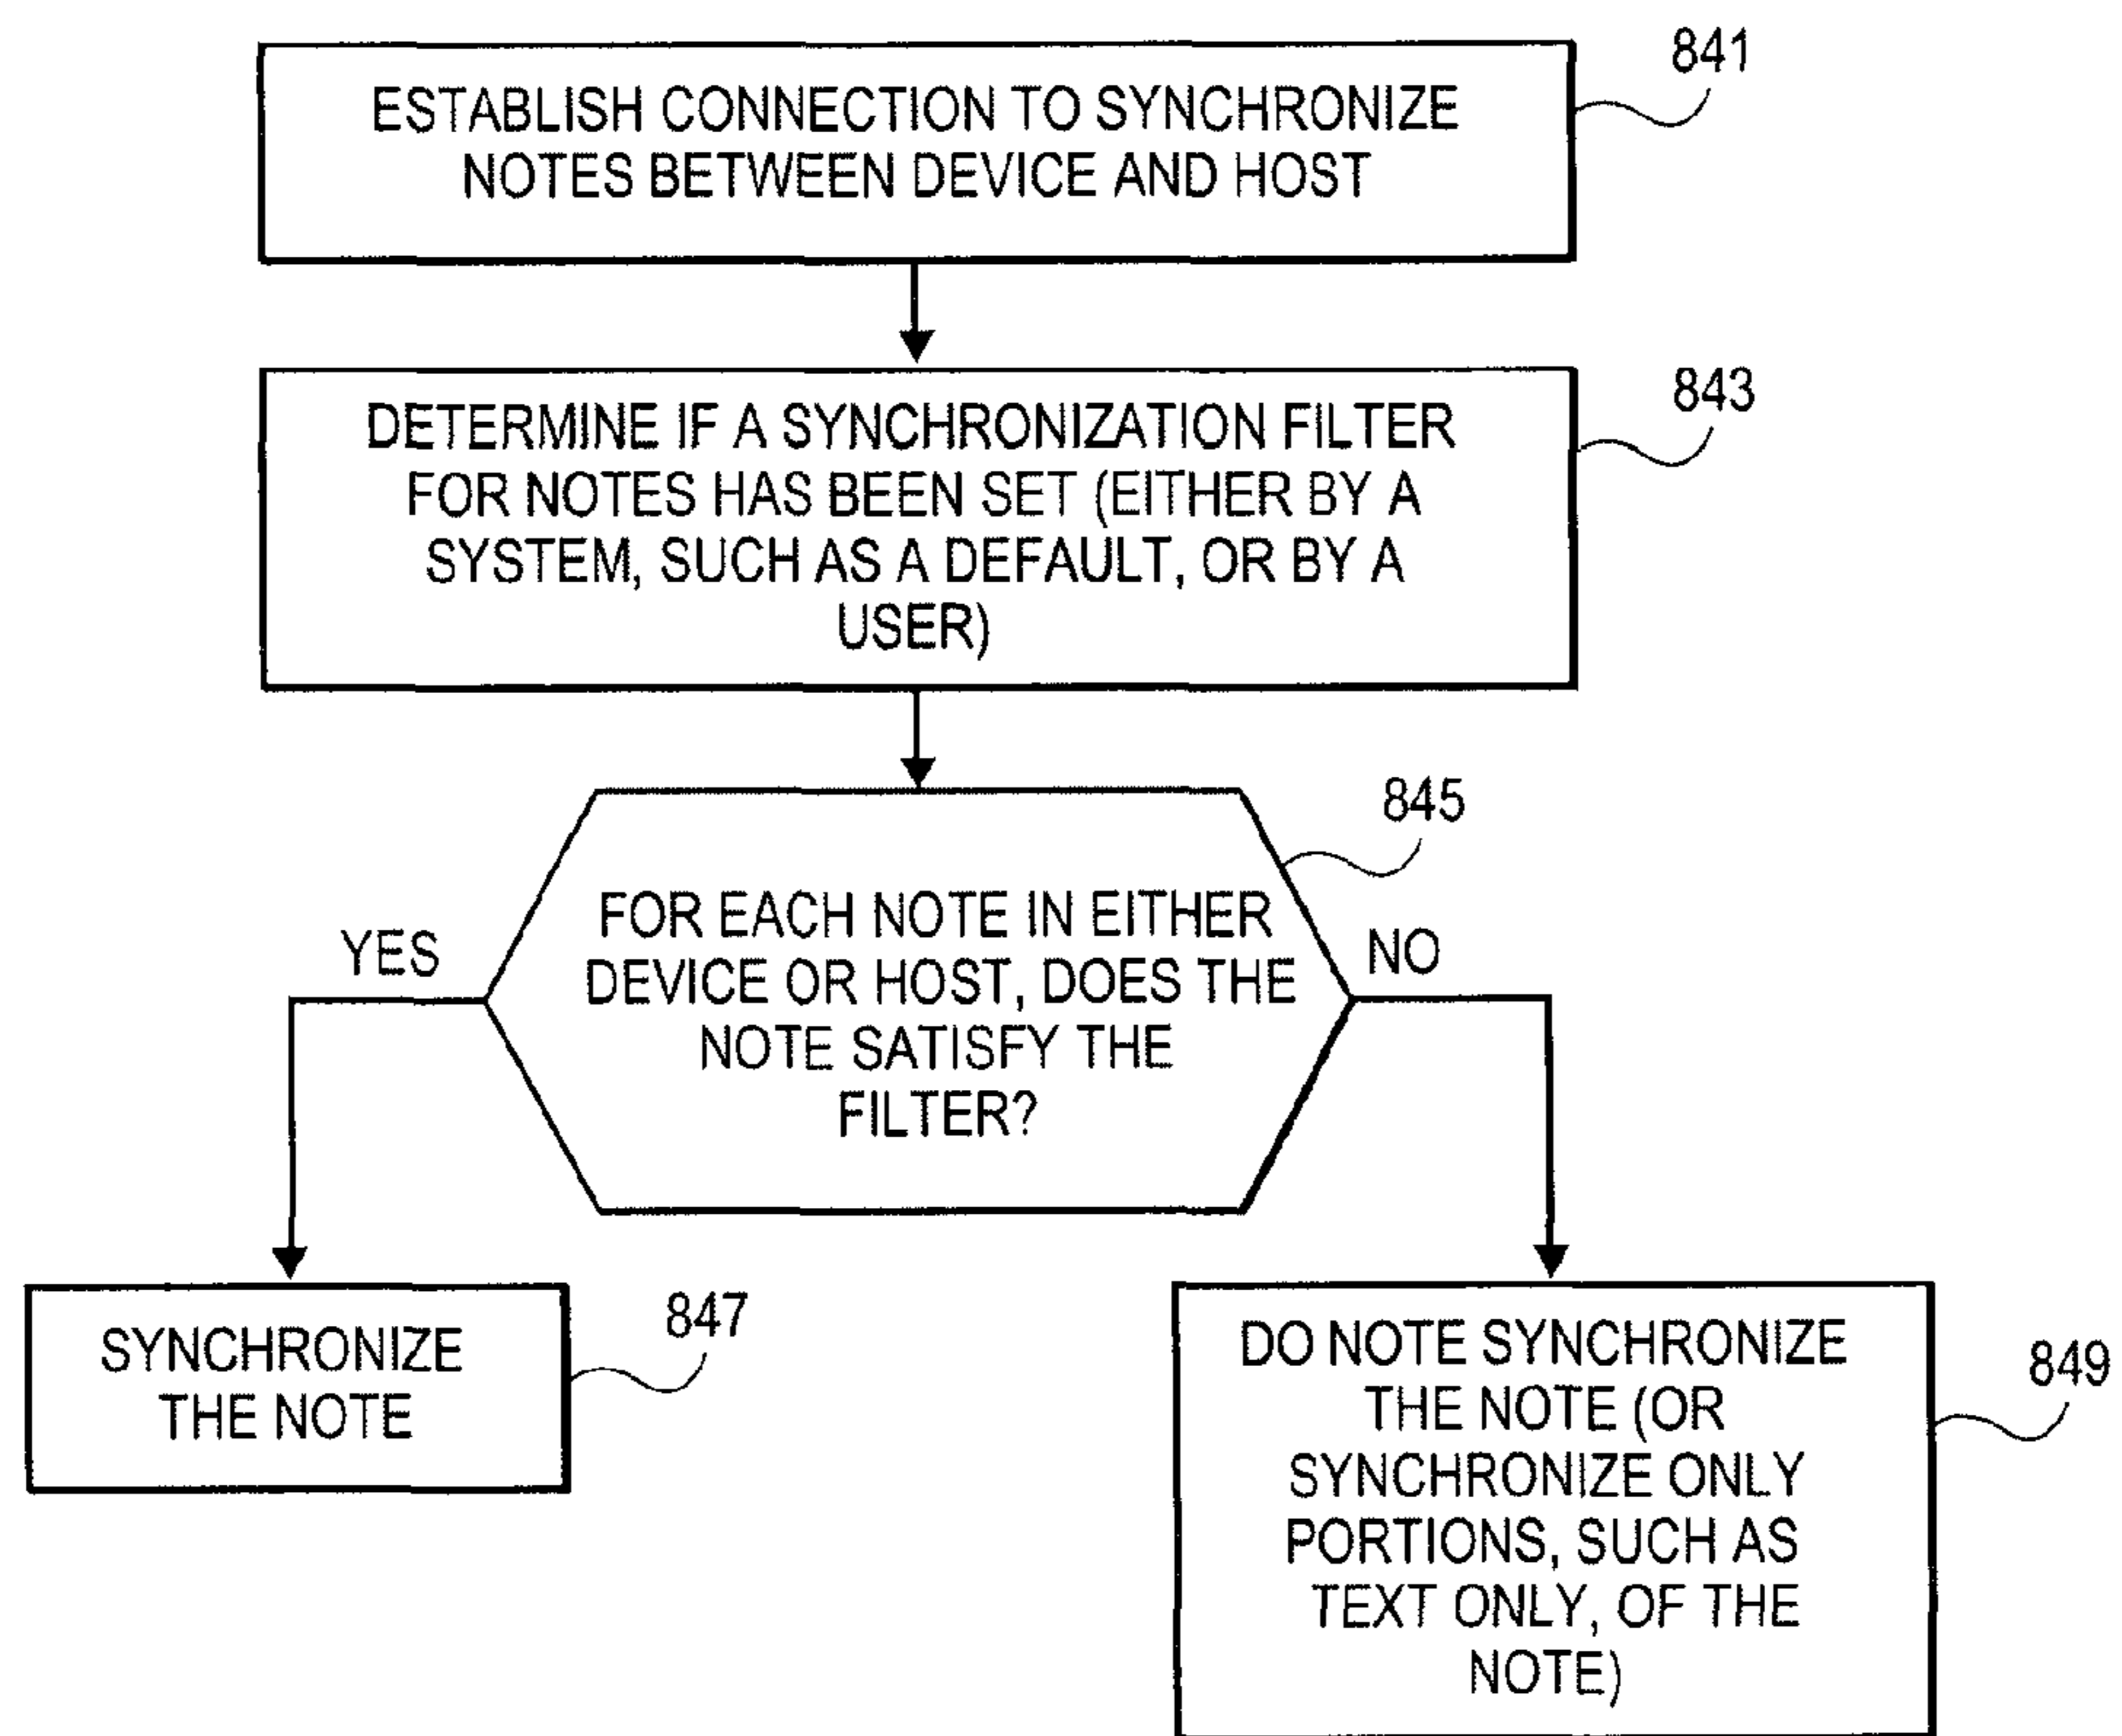 841
ESTABLISH CONNECTION TO SYNCHRONIZE
NOTES BETWEEN DEVICE AND HOST
843
DETERMINE IF A SYNCHRONIZATION FILTER
FOR NOTES HAS BEEN SET (EITHER BY A
SYSTEM, SUCH AS A DEFAULT, OR BY A
USER)
845
FOR EACH NOTE IN EITHER
DEVICE OR HOST, DOES THE
NOTE SATISFY THE
FILTER?
YES
NO
SYNCHRONIZE
THE NOTE
847
DO NOTE SYNCHRONIZE
THE NOTE (OR
SYNCHRONIZE ONLY
PORTIONS, SUCH AS
TEXT ONLY, OF THE
NOTE)
849